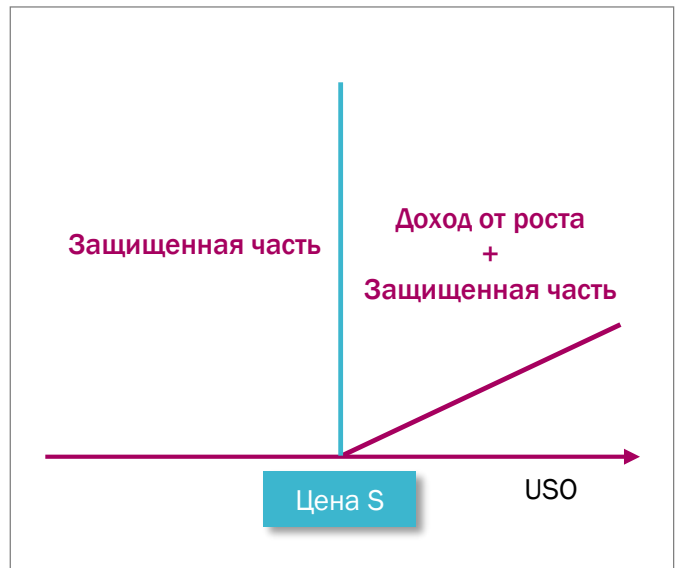 Защищенная часть
Доход от роста
+
Защищенная часть
Цена S
USO